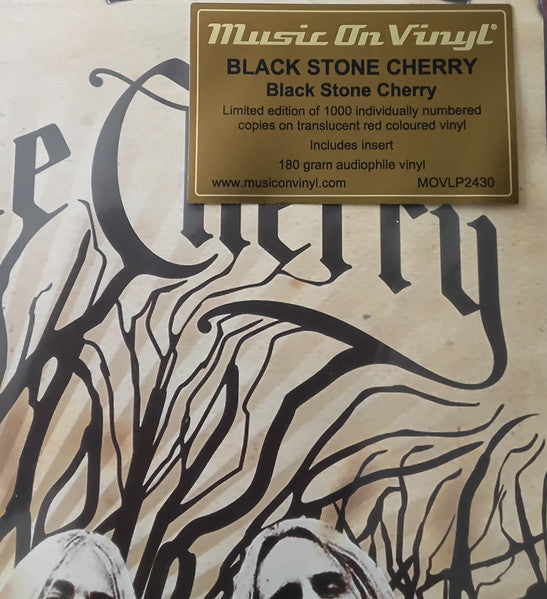 Music On Vinyl®
BLACK STONE CHERRY
Black Stone Cherry
Limited edition of 1000 individually numbered
copies on translucent red coloured vinyl
Includes insert
180 gram audiophile vinyl
www.musiconvinyl.com MOVLP2430
e Cherry